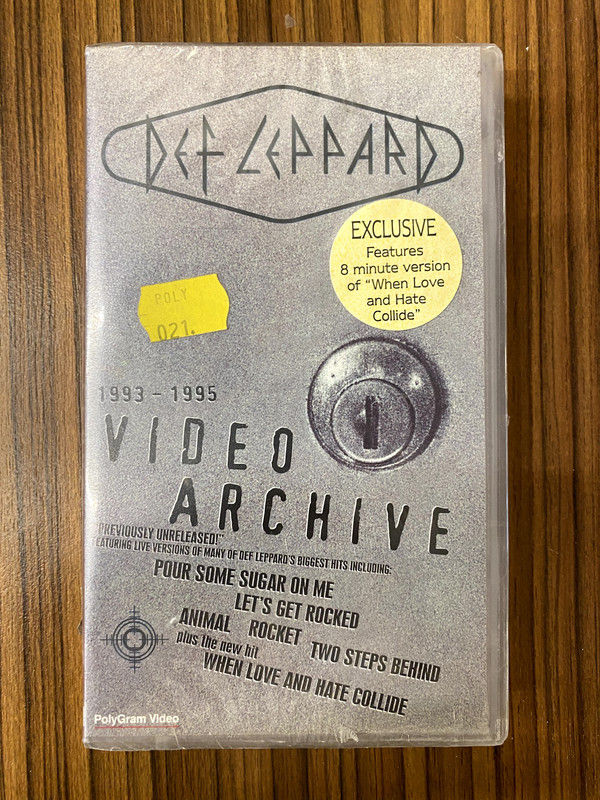 DEF LEPPARD
EXCLUSIVE
Features
8 minute version
of "When Love
and Hate
Collide"
POLY
021.
1993 - 1995
VIDEO
ARCHIVE
"PREVIOUSLY UNRELEASED!"
FEATURING LIVE VERSIONS OF MANY OF DEF LEPPARD'S BIGGEST HITS INCLUDING:
POUR SOME SUGAR ON ME
LET'S GET ROCKED
ANIMAL ROCKET TWO STEPS BEHIND
plus the new hit
WHEN LOVE AND HATE COLLIDE
PolyGram Video